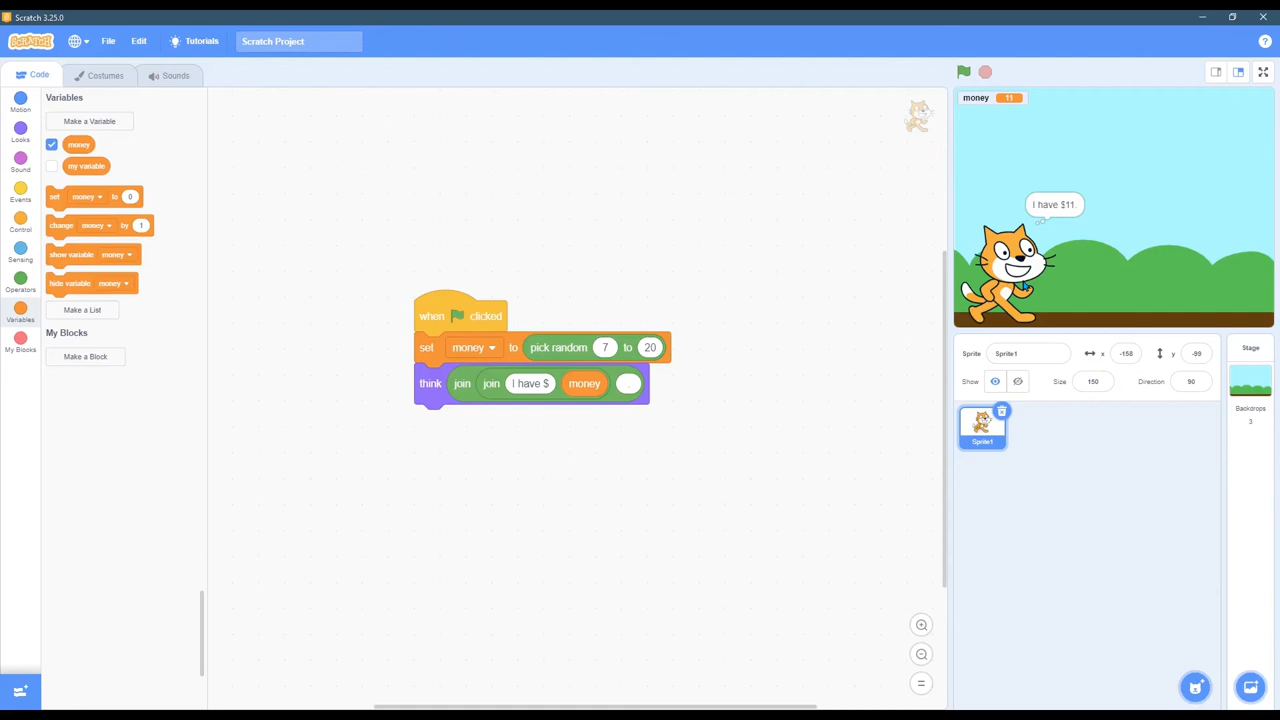 Scratch 3.25.0
SCRATCH File Edit Tutorials Scratch Project ?
Code Costumes Sounds
Motion
Looks
Sound
Events
Control
Sensing
Operators
Variables
My Blocks
Variables
Make a Variable
money
my variable
set money to 0
change money by 1
show variable money
hide variable money
Make a List
My Blocks
Make a Block
when clicked
set money to pick random 7 to 20
think join join I have $ money
money 11
I have $11.
Sprite Sprite1 x -158 y -99
Show Size 150 Direction 90
Sprite1
Stage
Backdrops
3